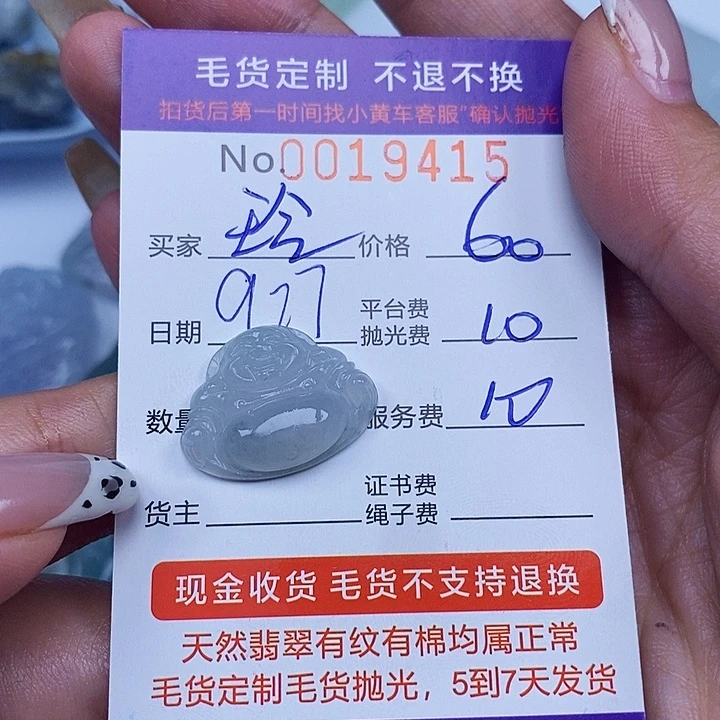 毛货定制 不退不换
拍货后第一时间找小黄车客服"确认抛光
No.0019415
买家 玲 价格 60
日期 927 平台费 抛光费 10
数量 服务费 10
货主 证书费 绳子费
现金收货 毛货不支持退换
天然翡翠有纹有棉均属正常
毛货定制毛货抛光，5到7天发货